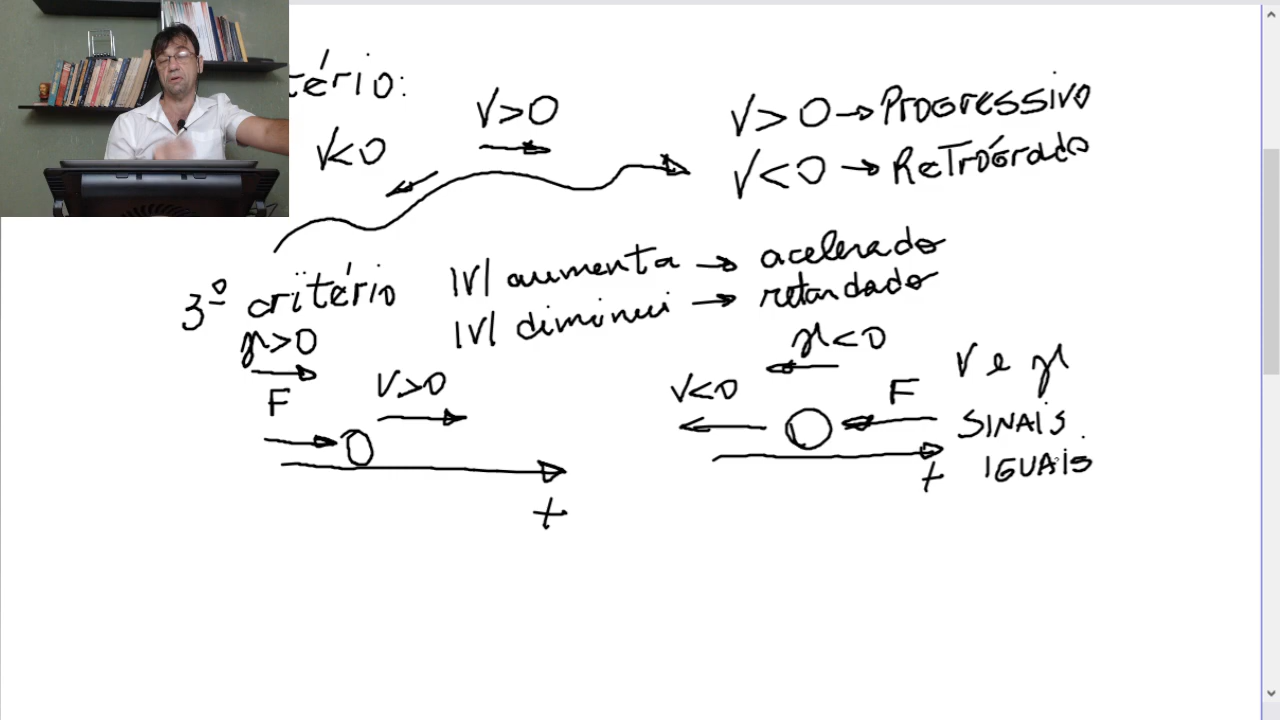 tério:
V>0
V<0
V>0→PROGRESSIVO
V<0→RETRÓGRADO
3º critério
|V| aumenta → acelerado
|V| diminui → retardado
γ>0
F
V>0
+
γ<0
V<0
F
+
V e γ
SINAIS
IGUAIS